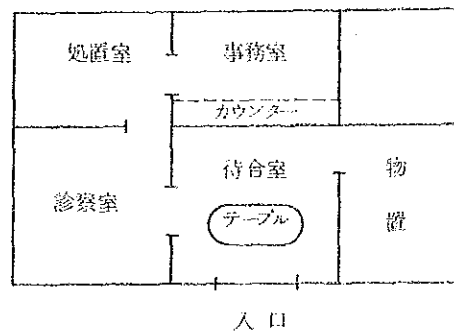 処置室
事務室
カウンター
待合室
物置
診察室
テーブル
入口